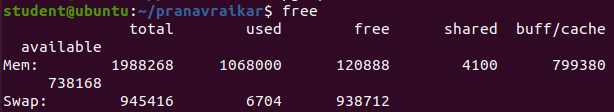 student@ubuntu:~/pranavraikar$ free
total used free shared buff/cache
available
Mem: 1988268 1068000 120888 4100 799380
738168
Swap: 945416 6704 938712